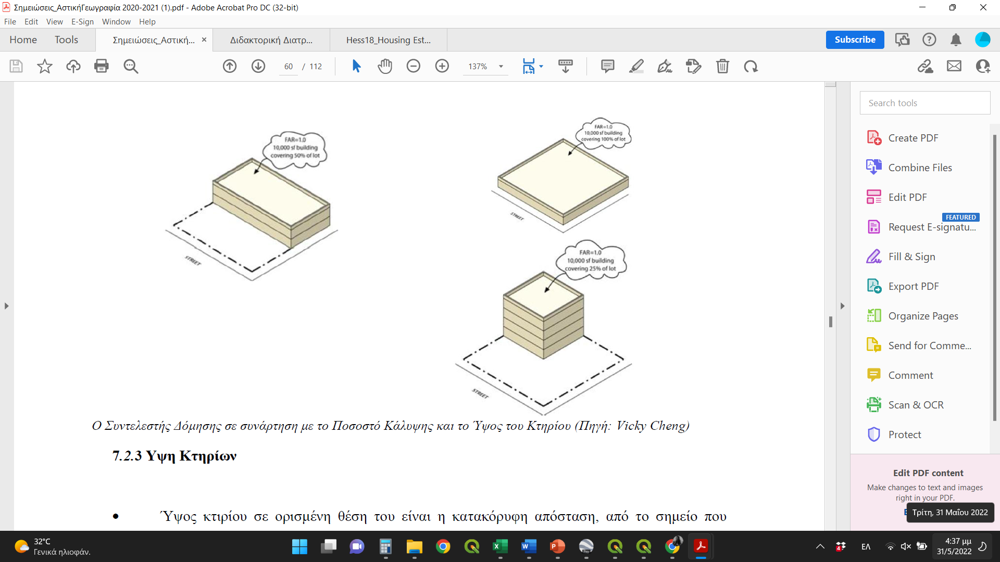 Σημειώσεις_ΑστικήΓεωγραφία 2020-2021 (1).pdf - Adobe Acrobat Pro DC (32-bit)
File Edit View E-Sign Window Help
Home Tools Σημειώσεις_Αστική... Διδακτορική Διατρ... Hess18_Housing Est... Subscribe
60 / 112 137%
Search tools
FAR=1.0
10,000 sf building
covering 50% of lot
STREET
FAR=1.0
10,000 sf building
covering 100% of lot
STREET
FAR=1.0
10,000 sf building
covering 25% of lot
STREET
Ο Συντελεστής Δόμησης σε συνάρτηση με το Ποσοστό Κάλυψης και το Ύψος του Κτηρίου (Πηγή: Vicky Cheng)
7.2.3 Υψη Κτηρίων
• Ύψος κτιρίου σε ορισμένη θέση του είναι η κατακόρυφη απόσταση, από το σημείο που
Create PDF
Combine Files
Edit PDF
FEATURED
Request E-signatu...
Fill & Sign
Export PDF
Organize Pages
Send for Comme...
Comment
Scan & OCR
Protect
Edit PDF content
Make changes to text and images
right in your PDF.
Τρίτη, 31 Μαΐου 2022
32°C
Γενικά ηλιοφάν.
Pro
4
ΕΛ
4:37 μμ
31/5/2022